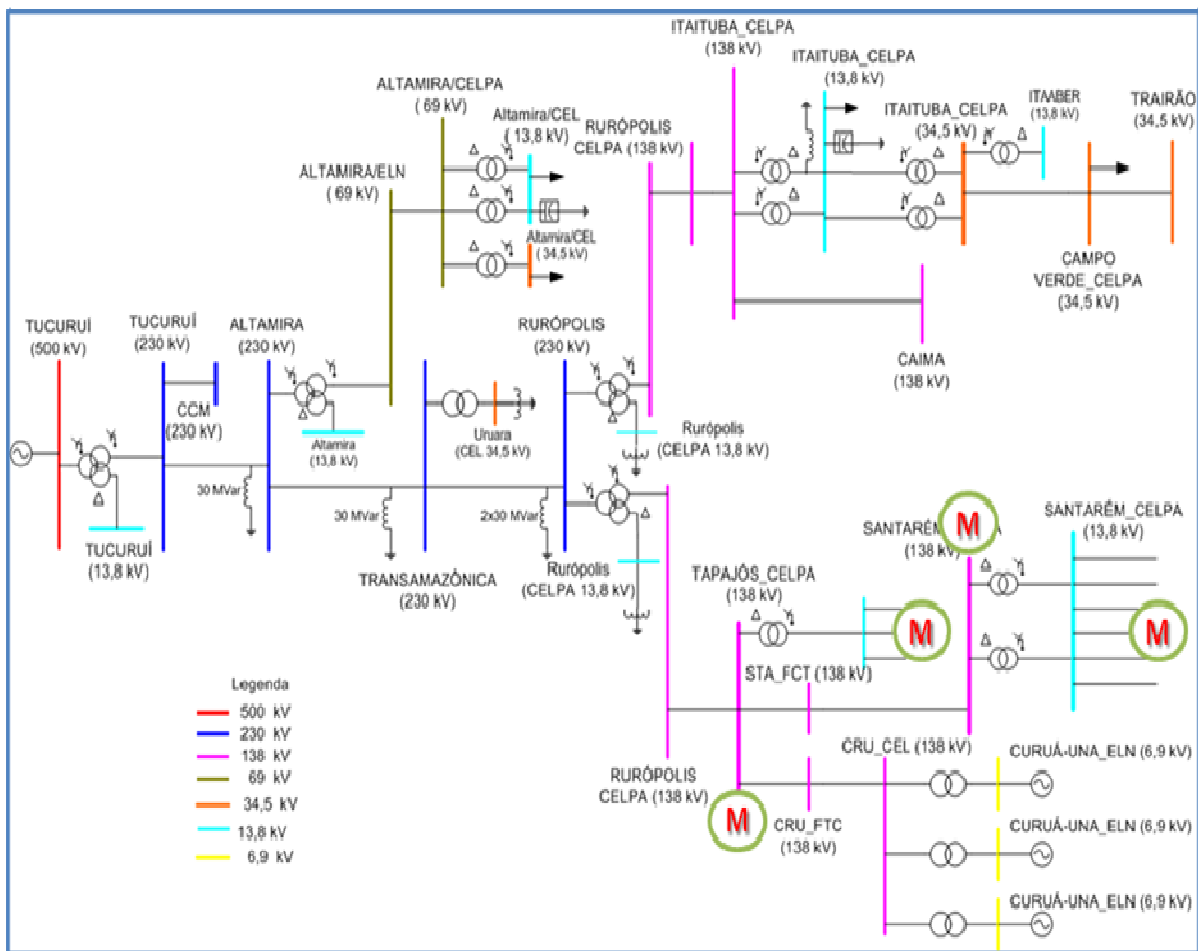 ITAITUBA_CELPA
(138 kV)
ITAITUBA_CELPA
(13,8 kV)
ITAITUBA_CELPA
(34,5 kV)
ITAABER
(13,8 kV)
TRAIRÃO
(34,5 kV)
ALTAMIRA/CELPA
( 69 kV)
Altamira/CEL
( 13,8 kV)
RURÓPOLIS
CELPA (138 kV)
ALTAMIRA/ELN
( 69 kV)
Altamira/CEL
( 34,5 kV)
CAMPO
VERDE_CELPA
(34,5 kV)
CAIMA
(138 kV)
TUCURUÍ
(500 kV)
TUCURUÍ
(230 kV)
ALTAMIRA
(230 kV)
RURÓPOLIS
(230 kV)
CCM
(230 kV)
Altamira
(13,8 kV)
Uruara
(CEL 34,5 kV)
Rurópolis
(CELPA 13,8 kV)
30 MVar
30 MVar
2x30 MVar
TUCURUÍ
(13,8 kV)
TRANSAMAZÔNICA
(230 kV)
Rurópolis
(CELPA 13,8 kV)
M
SANTARÉM
(138 kV)
SANTARÉM_CELPA
(13,8 kV)
TAPAJÓS_CELPA
(138 kV)
M
M
STA_FCT (138 kV)
Legenda
500 kV
230 kV
138 kV
69 kV
34,5 kV
13,8 kV
6,9 kV
RURÓPOLIS
CELPA (138 kV)
M
CRU_FTC
(138 kV)
CRU_CEL (138 kV)
CURUÁ-UNA_ELN (6,9 kV)
CURUÁ-UNA_ELN (6,9 kV)
CURUÁ-UNA_ELN (6,9 kV)